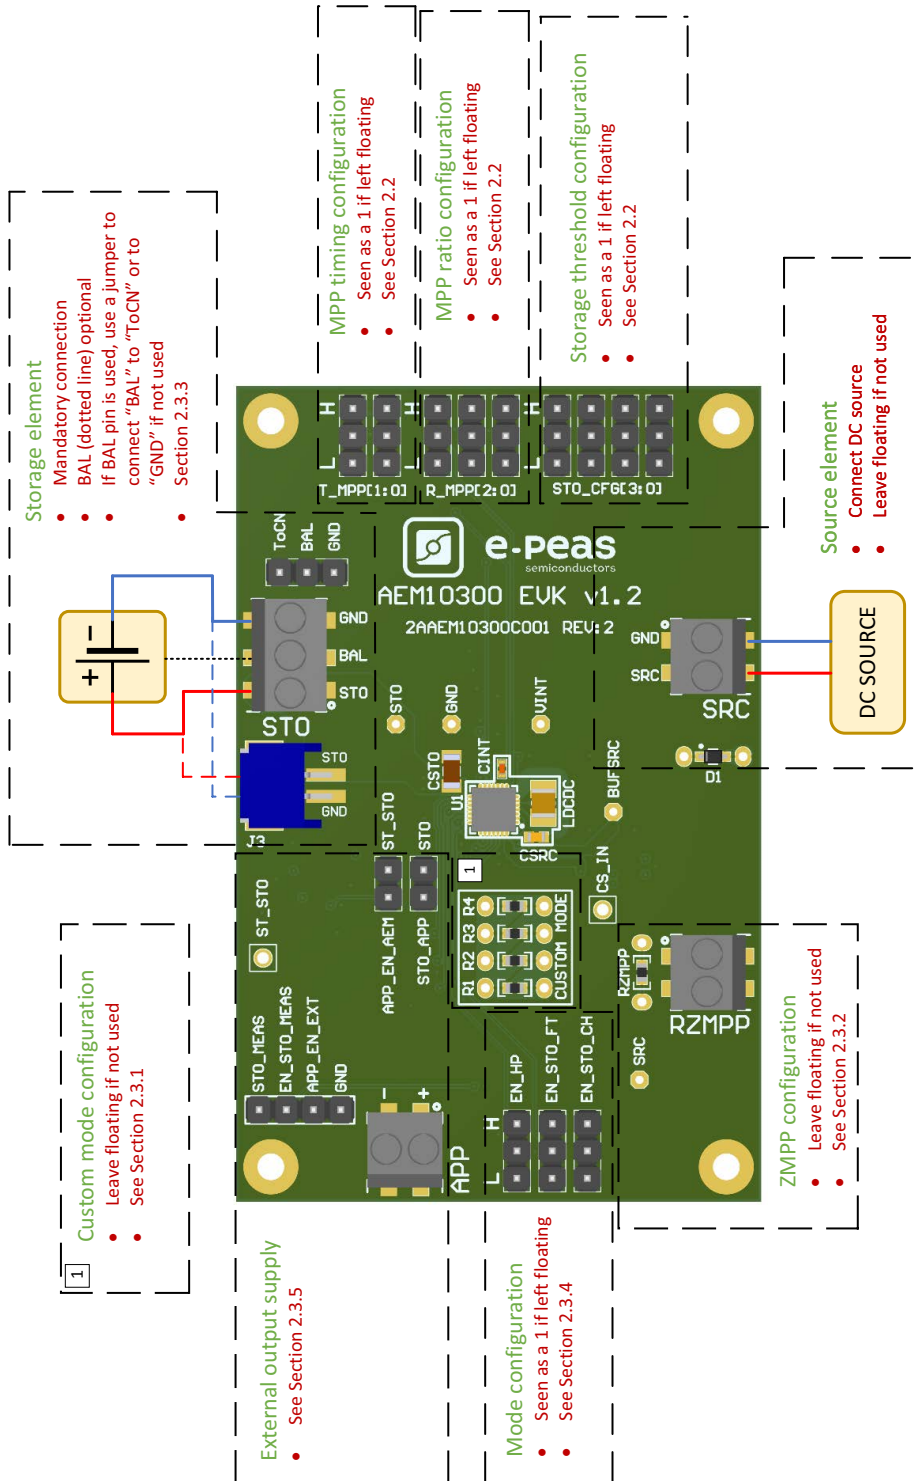 Storage element
Mandatory connection
BAL (dotted line) optional
If BAL pin is used, use a jumper to
connect “BAL” to “ToCN” or to
“GND” if not used
Section 2.3.3
MPP timing configuration
Seen as a 1 if left floating
See Section 2.2
MPP ratio configuration
Seen as a 1 if left floating
See Section 2.2
Storage threshold configuration
Seen as a 1 if left floating
See Section 2.2
Source element
Connect DC source
Leave floating if not used
DC SOURCE
Custom mode configuration
Leave floating if not used
See Section 2.3.1
1
External output supply
See Section 2.3.5
Mode configuration
Seen as a 1 if left floating
See Section 2.3.4
ZMPP configuration
Leave floating if not used
See Section 2.3.2
+ −
ToCN
BAL
GND
STO
BAL
GND
STO
J3
STO
GND
L H
T_MPP[1:0]
L H
R_MPP[2:0]
L H
STO_CFG[3:0]
e-peas
semiconductors
AEM10300 EVK v1.2
2AAEM10300C001 REV:2
STO
GND
VINT
CSTO
CINT
U1
LDCDC
CSRC
BUFSRC
D1
SRC
GND
SRC
ST_STO
STO_MEAS
EN_STO_MEAS
APP_EN_EXT
GND
APP_EN_AEM
ST_STO
STO_APP
STO
-
+
APP
1
R1 R2 R3 R4
CUSTOM MODE
CS_IN
L H
EN_HP
EN_STO_FT
EN_STO_CH
SRC
RZMPP
RZMPP